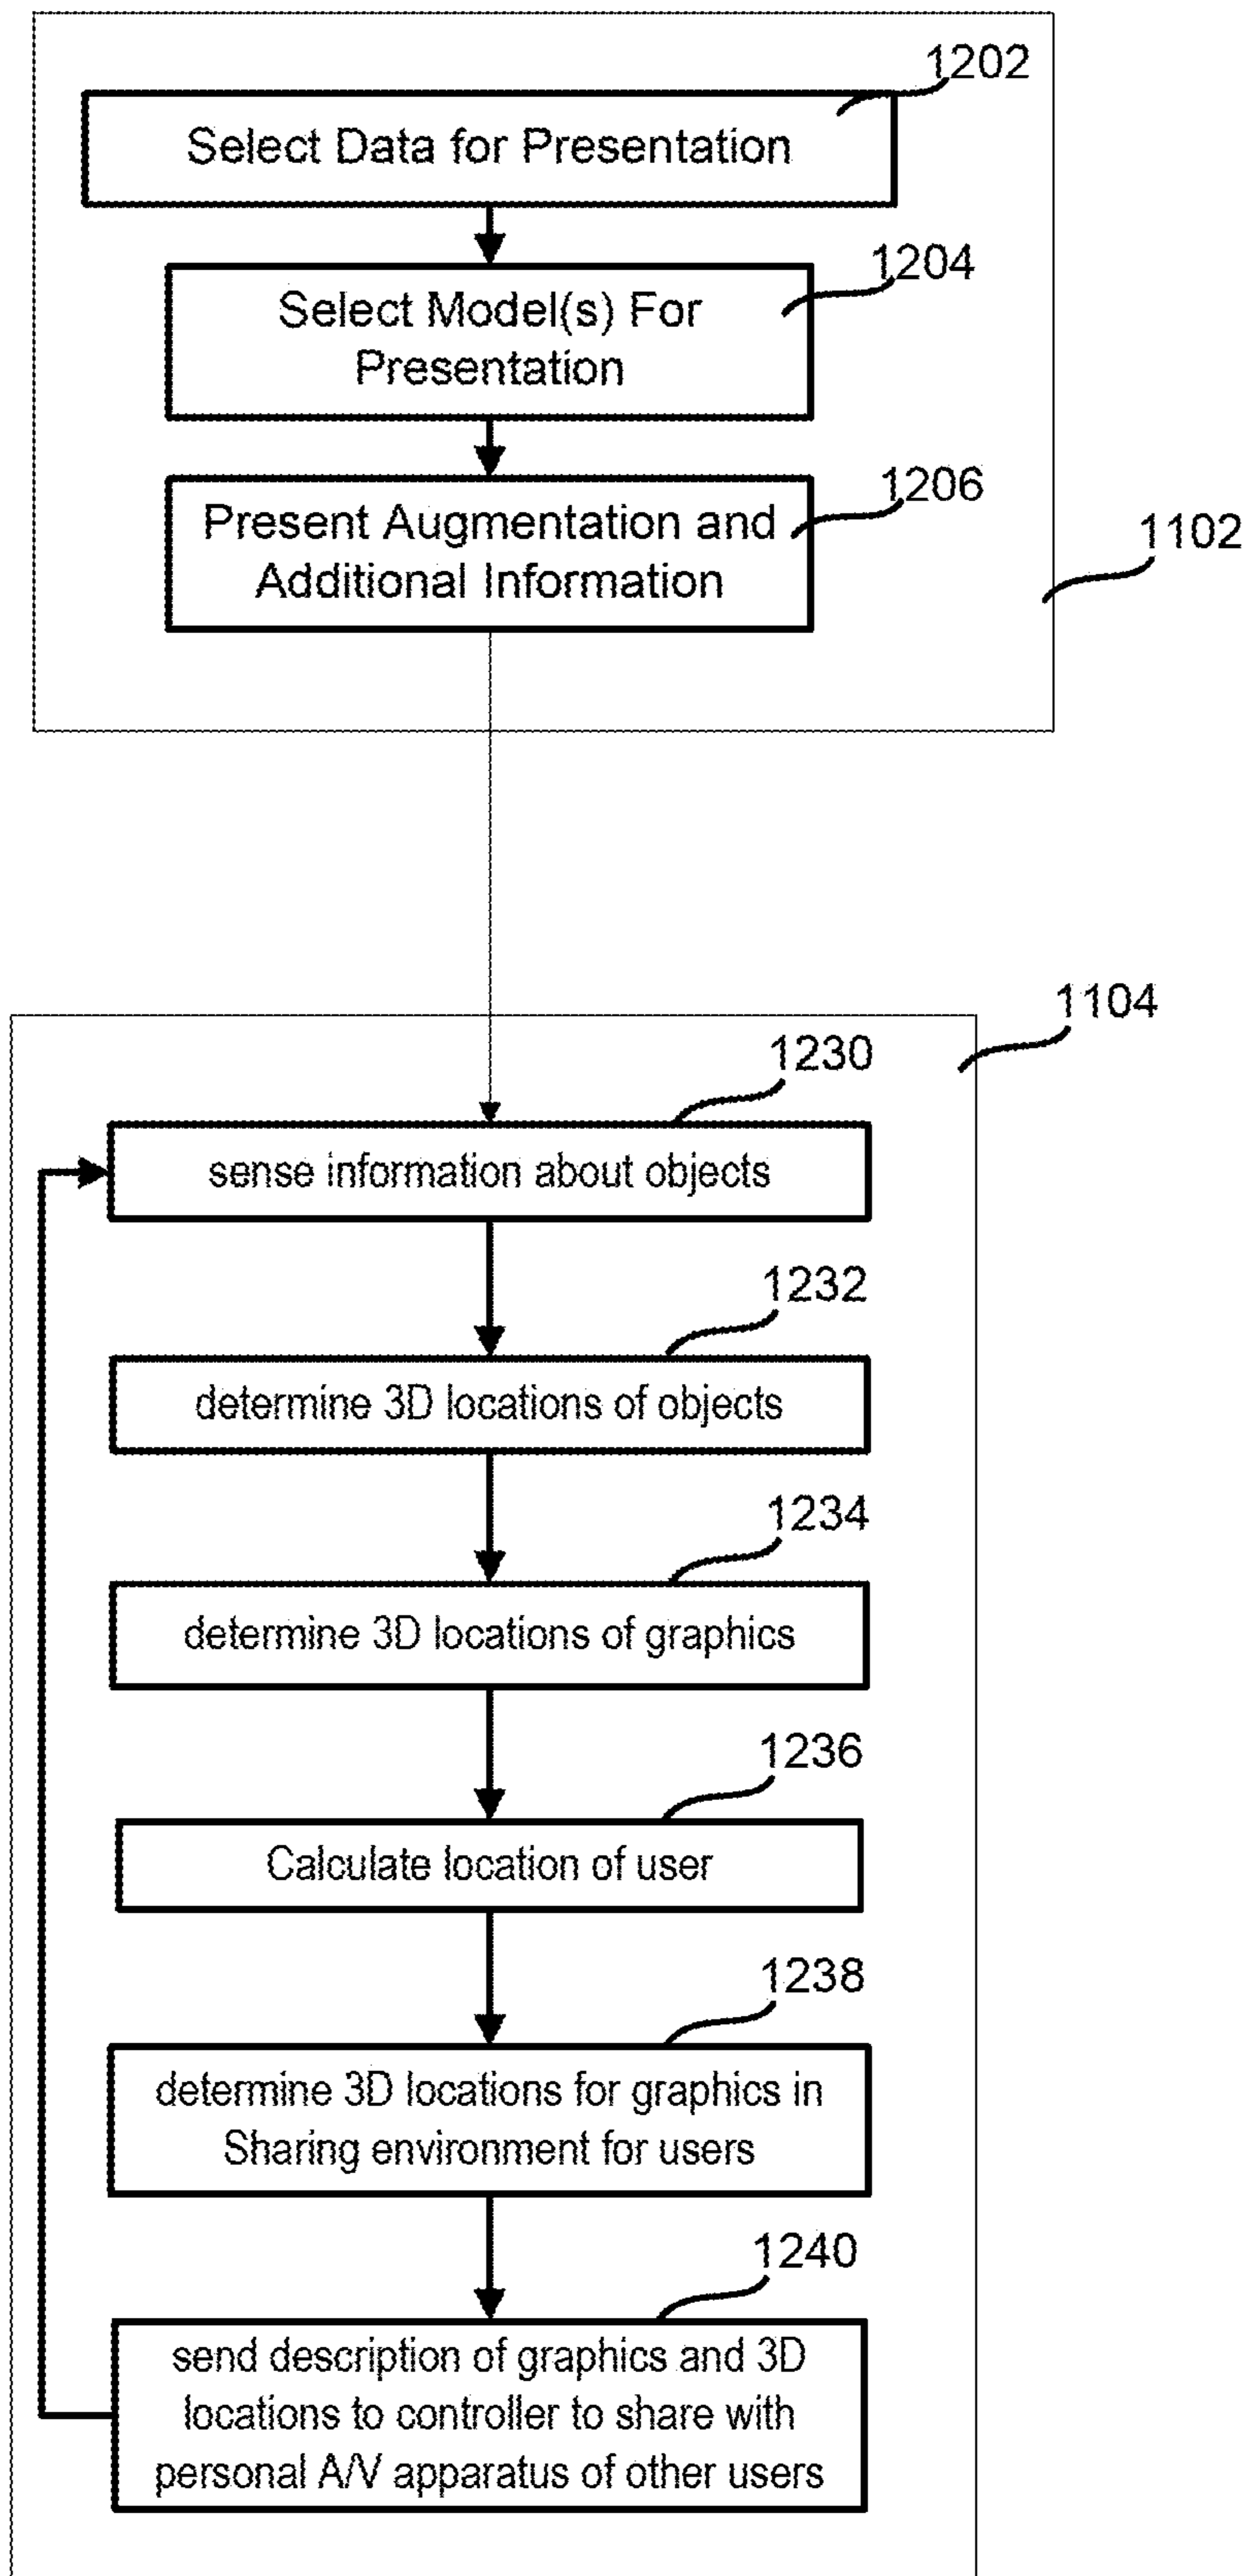 1202
Select Data for Presentation
1204
Select Model(s) For
Presentation
1206
Present Augmentation and
Additional Information
1102
1104
1230
sense information about objects
1232
determine 3D locations of objects
1234
determine 3D locations of graphics
1236
Calculate location of user
1238
determine 3D locations for graphics in
Sharing environment for users
1240
send description of graphics and 3D
locations to controller to share with
personal A/V apparatus of other users